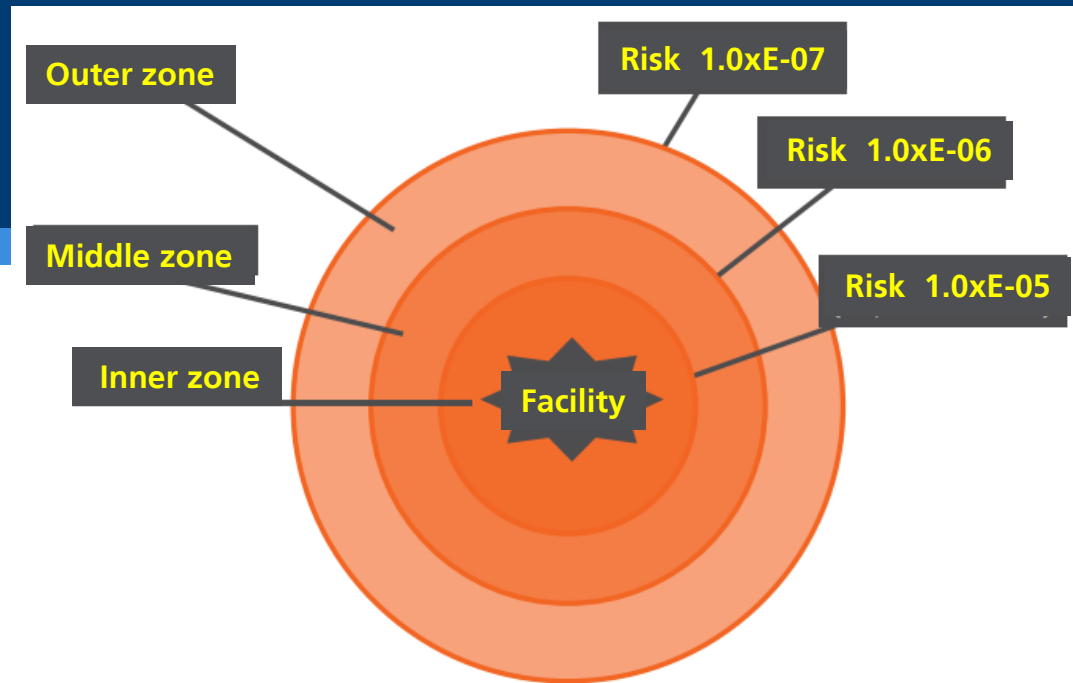 Outer zone
Risk 1.0xE-07
Risk 1.0xE-06
Middle zone
Risk 1.0xE-05
Inner zone
Facility